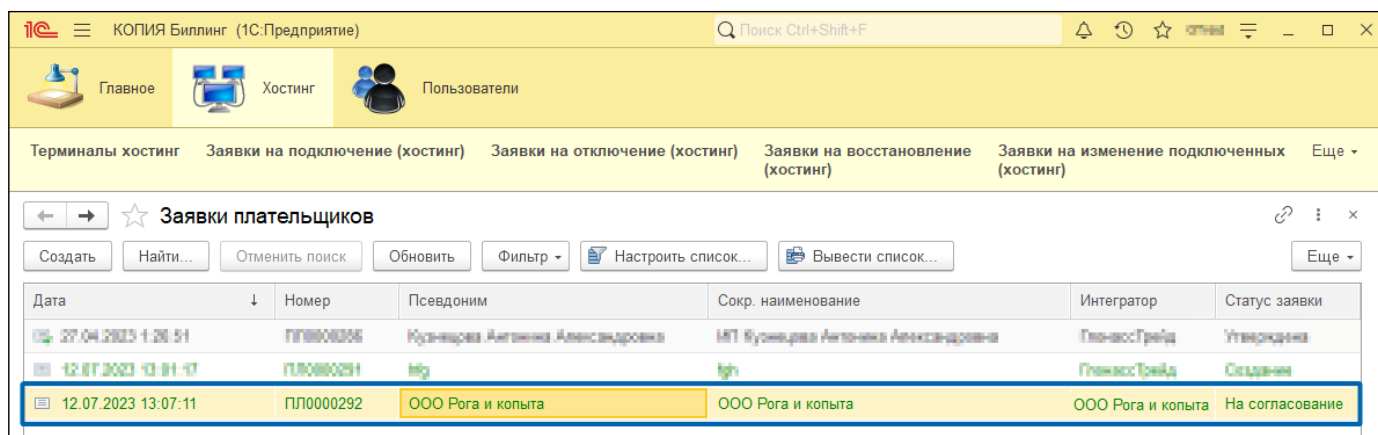 1С КОПИЯ Биллинг (1С:Предприятие) Поиск Ctrl+Shift+F
Главное Хостинг Пользователи
Терминалы хостинг Заявки на подключение (хостинг) Заявки на отключение (хостинг) Заявки на восстановление Заявки на изменение подключенных Еще
(хостинг) (хостинг)
Заявки плательщиков
Создать Найти... Отменить поиск Обновить Фильтр Настроить список... Вывести список... Еще
Дата Номер Псевдоним Сокр. наименование Интегратор Статус заявки
12.07.2023 13:07:11 ПЛ0000292 ООО Рога и копыта ООО Рога и копыта ООО Рога и копыта На согласование